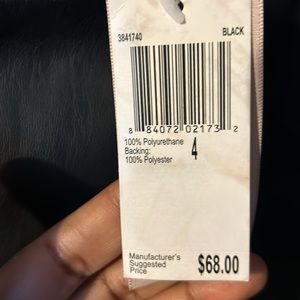 3841740 BLACK
8 84072 02173 2
100% Polyurethane
Backing: 4
100% Polyester
Manufacturer's
Suggested
Price $68.00